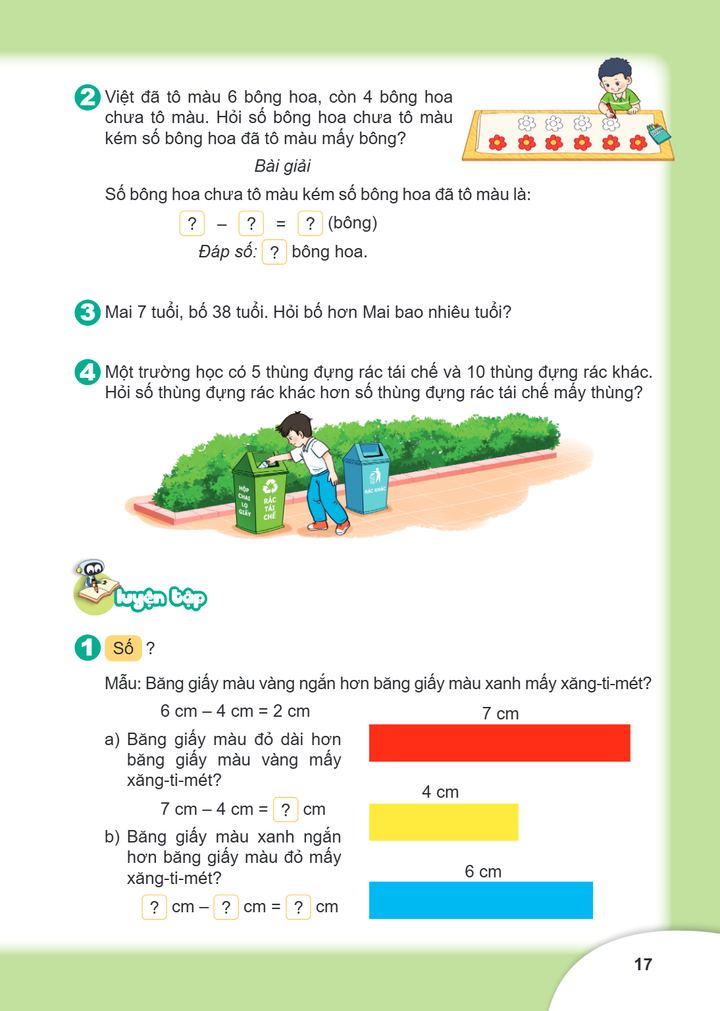 2 Việt đã tô màu 6 bông hoa, còn 4 bông hoa
chưa tô màu. Hỏi số bông hoa chưa tô màu
kém số bông hoa đã tô màu mấy bông?
Bài giải
Số bông hoa chưa tô màu kém số bông hoa đã tô màu là:
? – ? = ? (bông)
Đáp số: ? bông hoa.
3 Mai 7 tuổi, bố 38 tuổi. Hỏi bố hơn Mai bao nhiêu tuổi?
4 Một trường học có 5 thùng đựng rác tái chế và 10 thùng đựng rác khác.
Hỏi số thùng đựng rác khác hơn số thùng đựng rác tái chế mấy thùng?
HỘP
CHAI
LỌ
GIẤY
RÁC
TÁI
CHẾ
RÁC KHÁC
luyện tập
1 Số ?
Mẫu: Băng giấy màu vàng ngắn hơn băng giấy màu xanh mấy xăng-ti-mét?
6 cm – 4 cm = 2 cm
a) Băng giấy màu đỏ dài hơn
băng giấy màu vàng mấy
xăng-ti-mét?
7 cm – 4 cm = ? cm
b) Băng giấy màu xanh ngắn
hơn băng giấy màu đỏ mấy
xăng-ti-mét?
? cm – ? cm = ? cm
7 cm
4 cm
6 cm
17